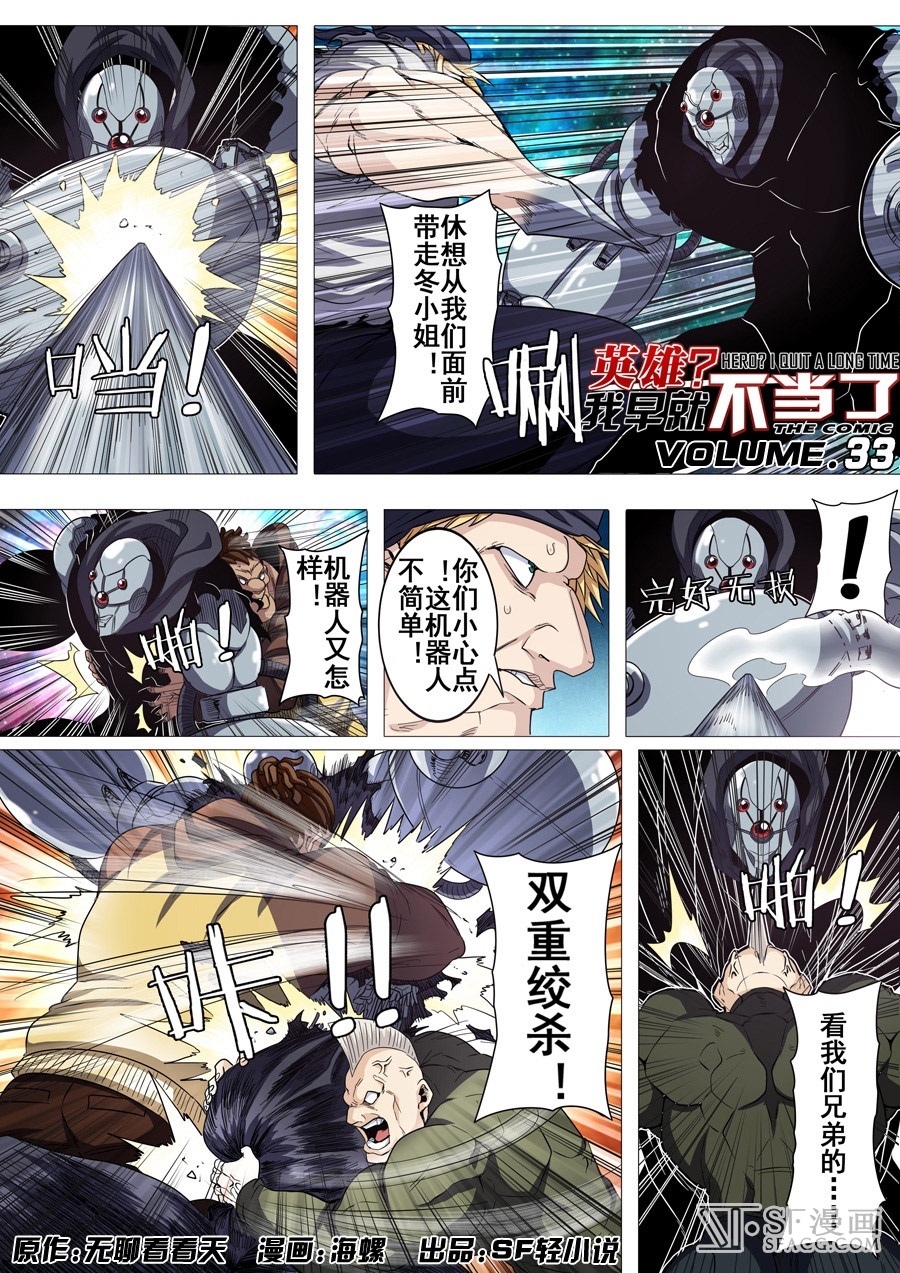 休想从我们面前
带走冬小姐！
唰
当！
HERO? I QUIT A LONG TIME
英雄？
我早就
不当了
THE COMIC
VOLUME.33
机器人又怎
样！
啪！
你们小心点
！这机器人
不简单！
！
完好无损
双重绞杀！
咔！！
啪！
看我们兄弟的……
原作:无聊看看天 漫画:海螺 出品:SF轻小说
SF漫画
SFACG.COM